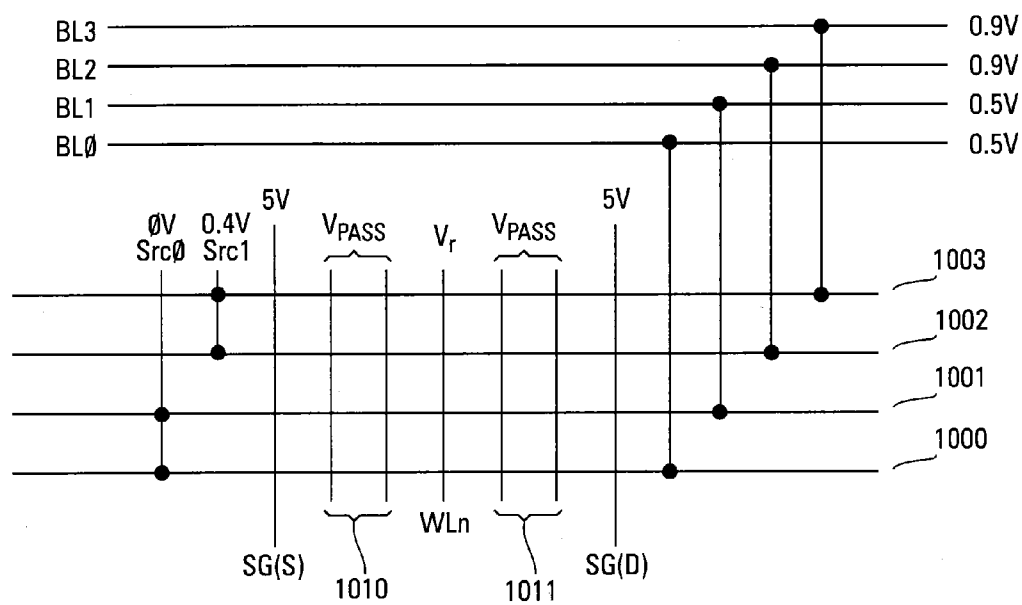 BL3 0.9V
BL2 0.9V
BL1 0.5V
BLØ 0.5V
5V 5V
ØV 0.4V VPASS Vr VPASS
SrcØ Src1
1003
1002
1001
1000
WLn
SG(S) 1010 1011 SG(D)